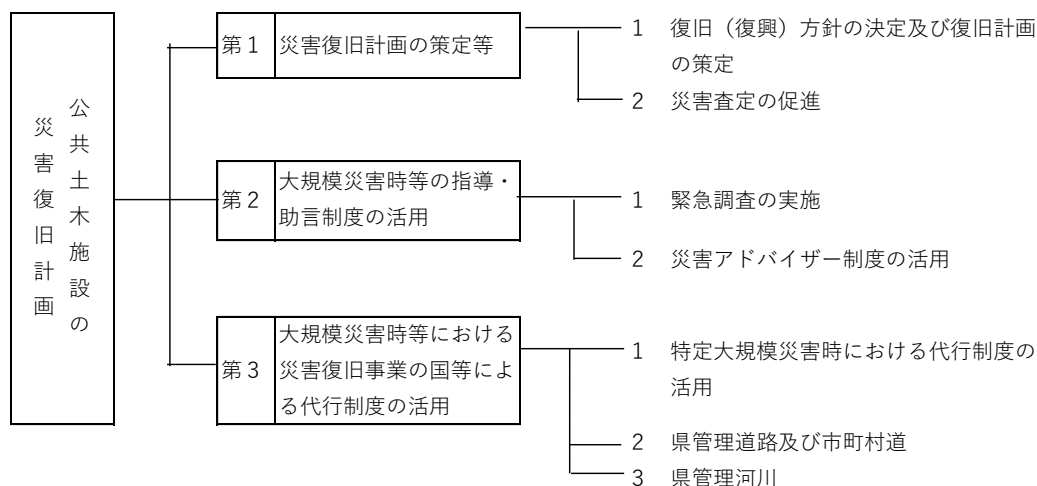 公共土木施設の
災害復旧計画
第1 災害復旧計画の策定等
1 復旧（復興）方針の決定及び復旧計画
の策定
2 災害査定の促進
第2 大規模災害時等の指導・
助言制度の活用
1 緊急調査の実施
2 災害アドバイザー制度の活用
第3 大規模災害時等における
災害復旧事業の国等によ
る代行制度の活用
1 特定大規模災害時における代行制度の
活用
2 県管理道路及び市町村道
3 県管理河川